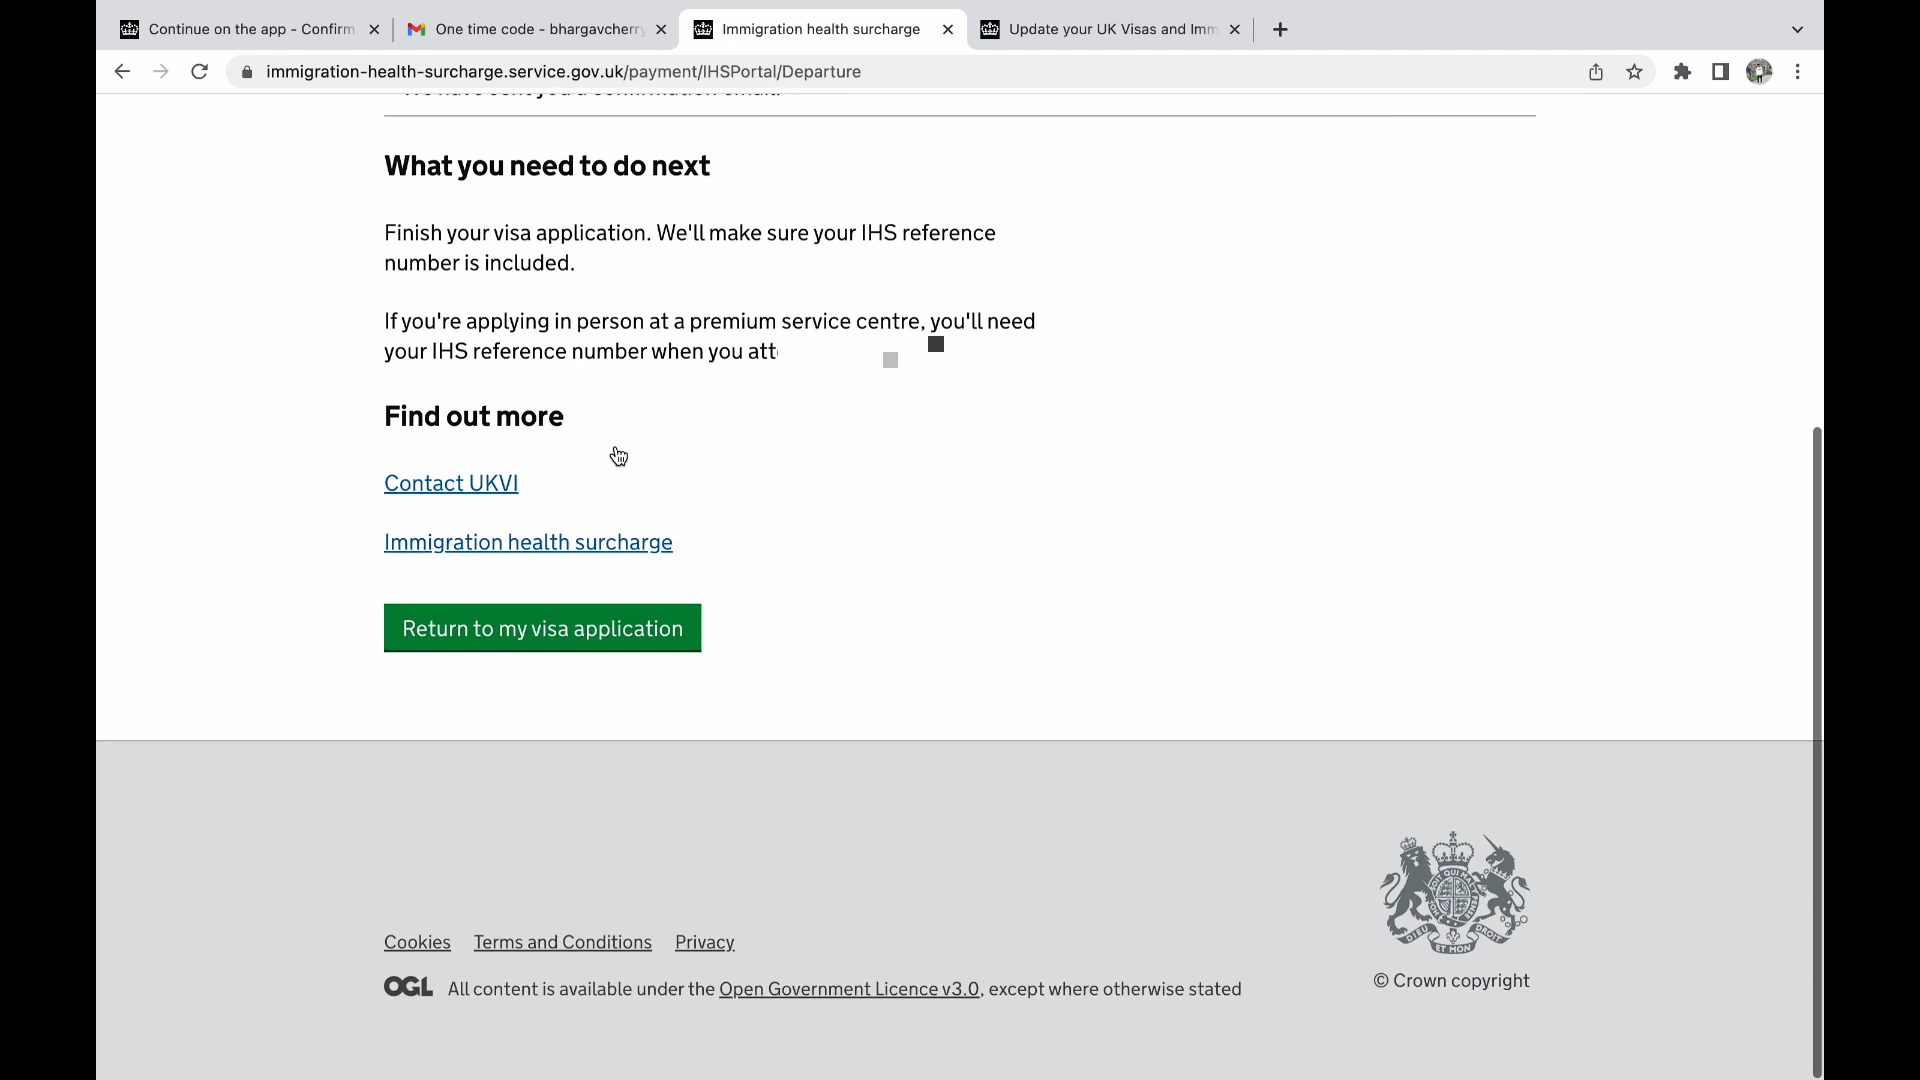 Continue on the app - Confirm
One time code - bhargavcherry
Immigration health surcharge
Update your UK Visas and Imm
immigration-health-surcharge.service.gov.uk/payment/IHSPortal/Departure
What you need to do next
Finish your visa application. We'll make sure your IHS reference
number is included.
If you're applying in person at a premium service centre, you'll need
your IHS reference number when you att
Find out more
Contact UKVI
Immigration health surcharge
Return to my visa application
Cookies Terms and Conditions Privacy
OGL All content is available under the Open Government Licence v3.0, except where otherwise stated
DIEU ET MON DROIT
© Crown copyright